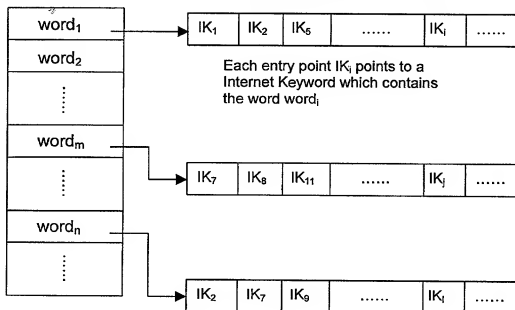 word₁
IK₁ IK₂ IK₅ ...... IKᵢ ......
word₂
Each entry point IKᵢ points to a
Internet Keyword which contains
the word wordᵢ
......
wordₘ
IK₇ IK₈ IK₁₁ ...... IKⱼ ......
......
wordₙ
......
IK₂ IK₇ IK₉ ...... IKₗ ......